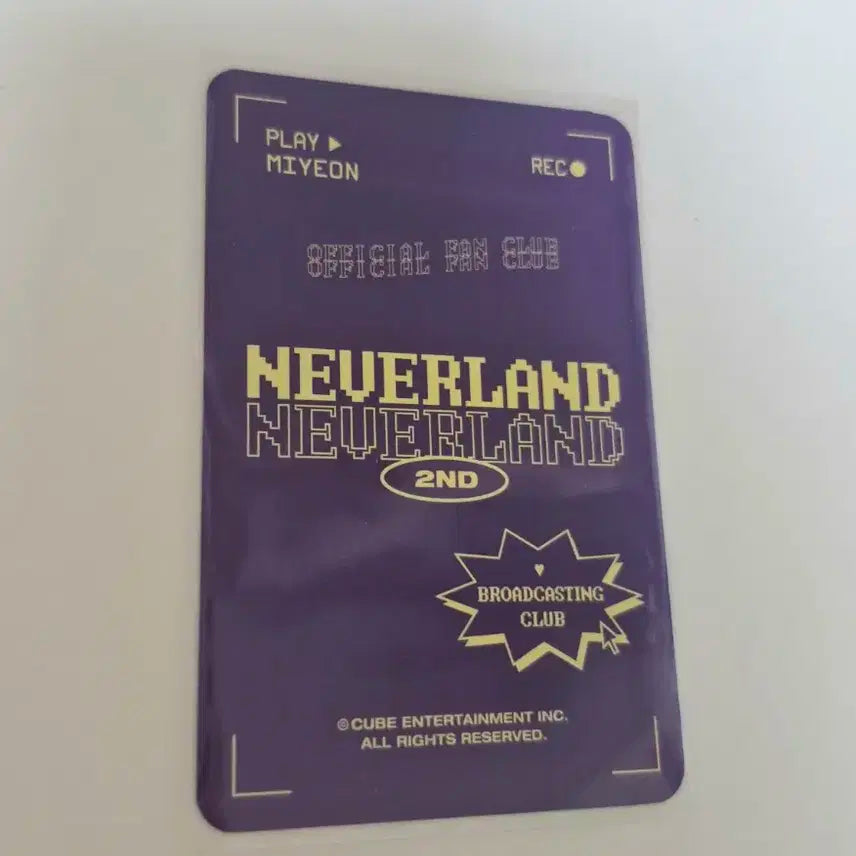 PLAY ▶
MIYEON
REC ●
OFFICIAL FAN CLUB
OFFICIAL FAN CLUB
NEVERLAND
NEVERLAND
2ND
♥
BROADCASTING
CLUB
© CUBE ENTERTAINMENT INC.
ALL RIGHTS RESERVED.